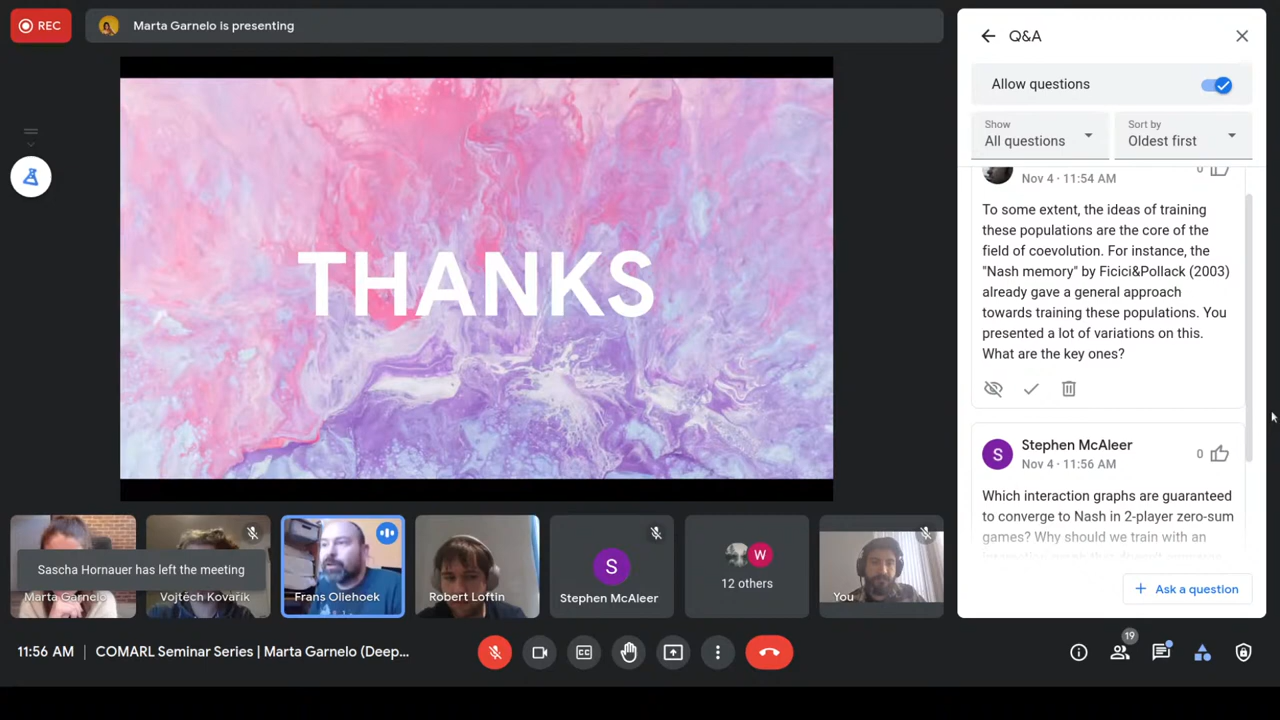 REC
Marta Garnelo is presenting
THANKS
Sascha Hornauer has left the meeting
Marta Garnelo
Vojtěch Kovařík
Frans Oliehoek
Robert Loftin
S
Stephen McAleer
W
12 others
You
11:56 AM | COMARL Seminar Series | Marta Garnelo (Deep...
19
Q&A
Allow questions
Show
All questions
Sort by
Oldest first
Nov 4 · 11:54 AM
0
To some extent, the ideas of training
these populations are the core of the
field of coevolution. For instance, the
"Nash memory" by Ficici&Pollack (2003)
already gave a general approach
towards training these populations. You
presented a lot of variations on this.
What are the key ones?
S
Stephen McAleer
Nov 4 · 11:56 AM
0
Which interaction graphs are guaranteed
to converge to Nash in 2-player zero-sum
games? Why should we train with an
Ask a question